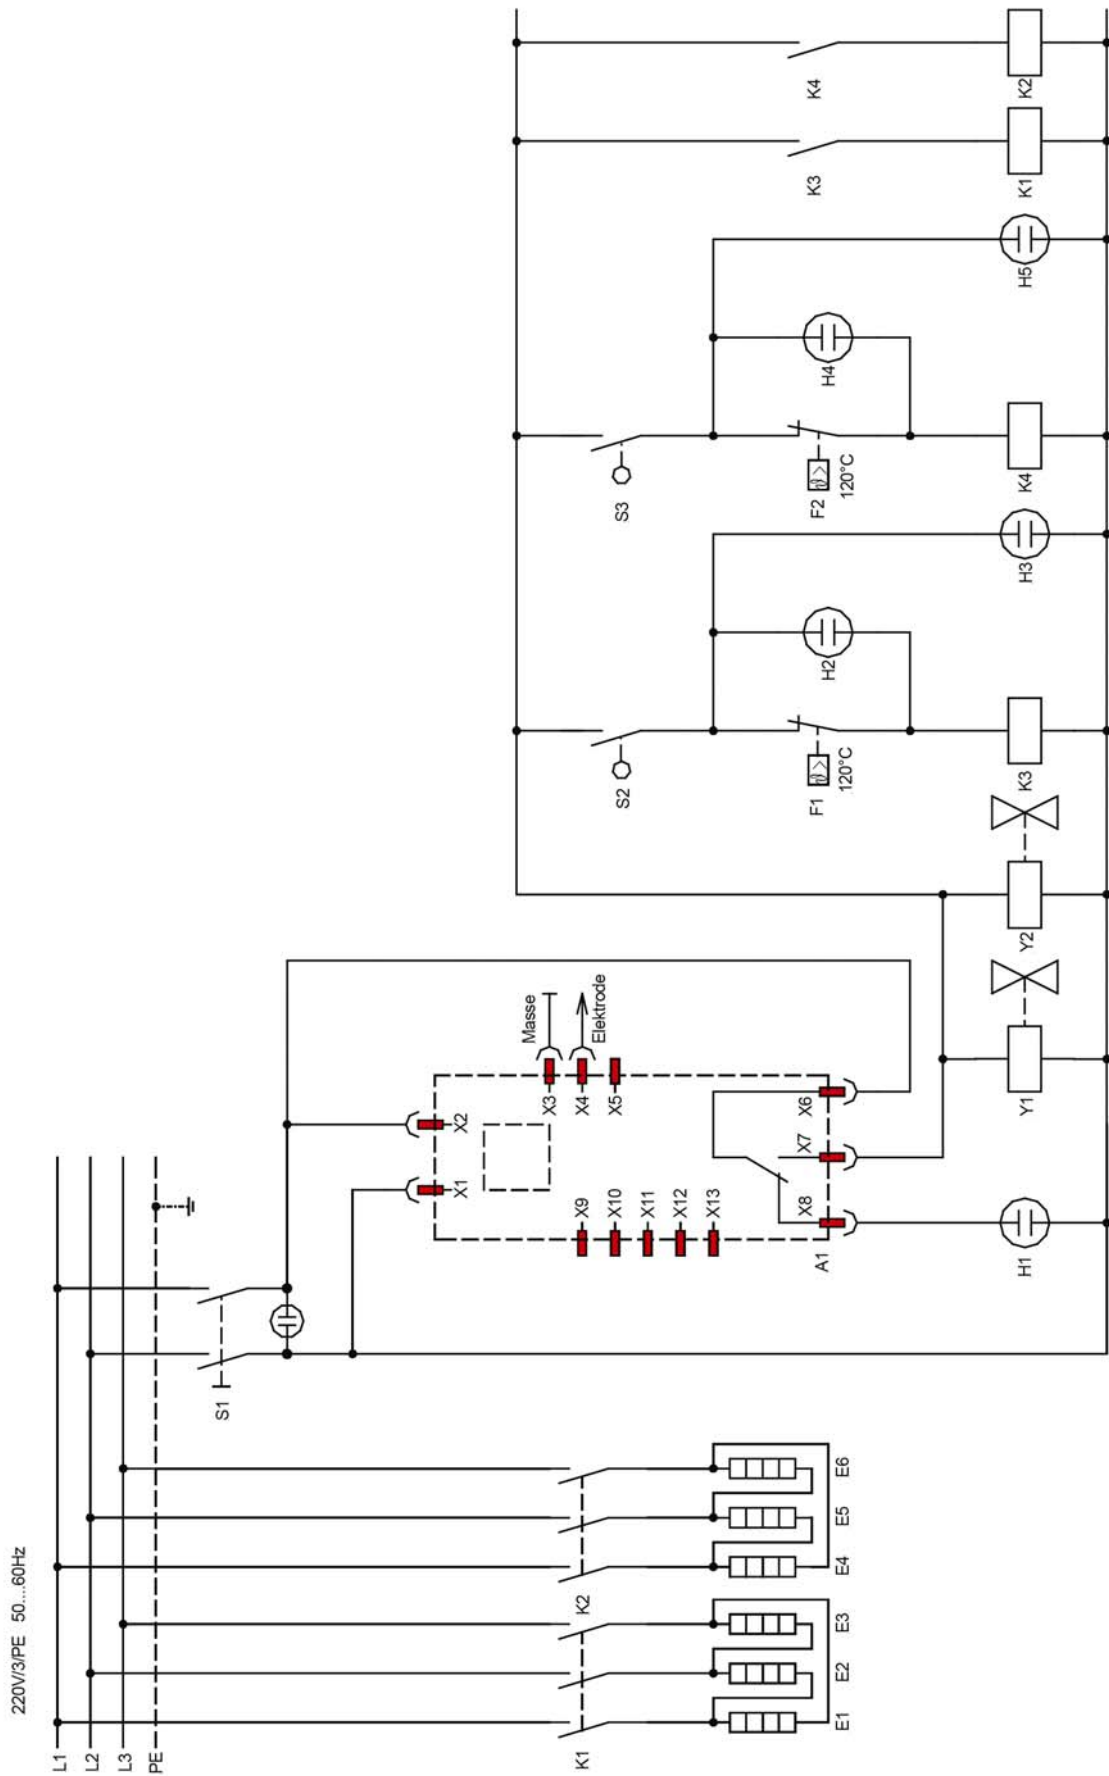 220V/3/PE 50....60Hz
L1
L2
L3
PE
S1
K1
K2
E1
E2
E3
E4
E5
E6
X1
X2
X3
X4
X5
Masse
Elektrode
X9
X10
X11
X12
X13
X8
X7
X6
A1
H1
Y1
Y2
S2
F1
120°C
H2
K3
H3
S3
F2
120°C
H4
K4
H5
K3
K1
K4
K2